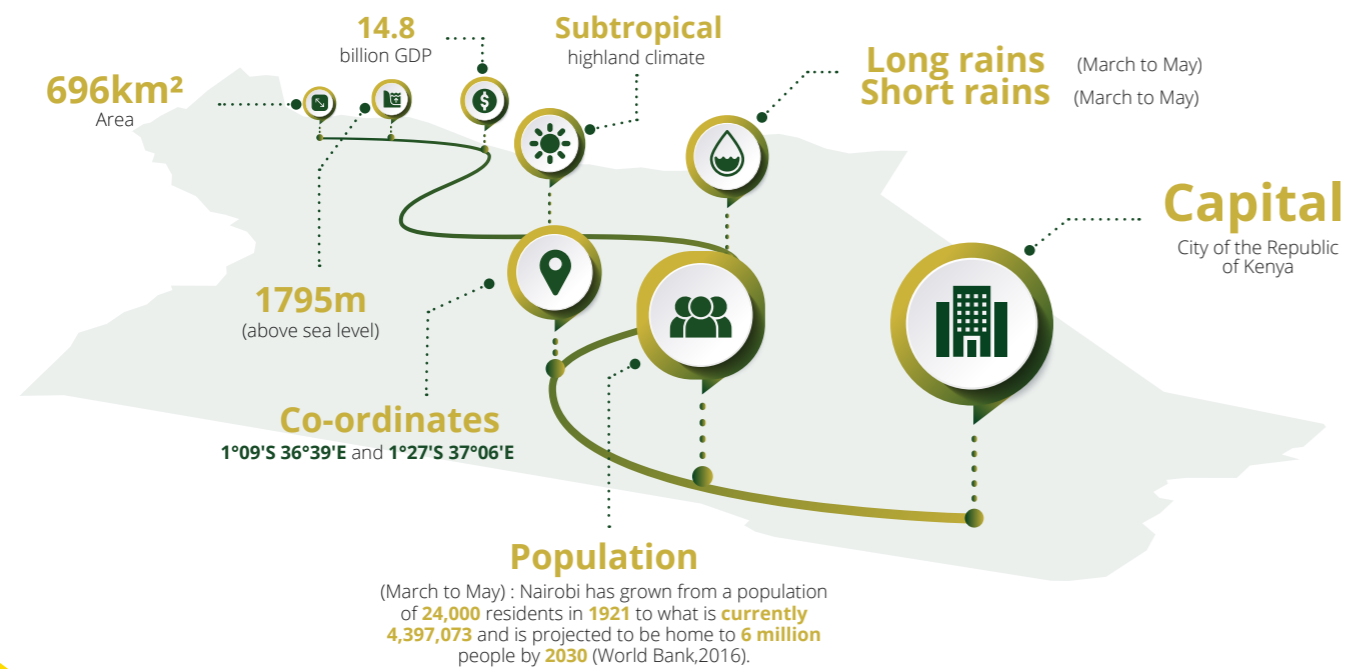 14.8
billion GDP
Subtropical
highland climate
Long rains (March to May)
Short rains (March to May)
696km²
Area
Capital
City of the Republic
of Kenya
1795m
(above sea level)
Co-ordinates
1°09'S 36°39'E and 1°27'S 37°06'E
Population
(March to May) : Nairobi has grown from a population
of 24,000 residents in 1921 to what is currently
4,397,073 and is projected to be home to 6 million
people by 2030 (World Bank,2016).